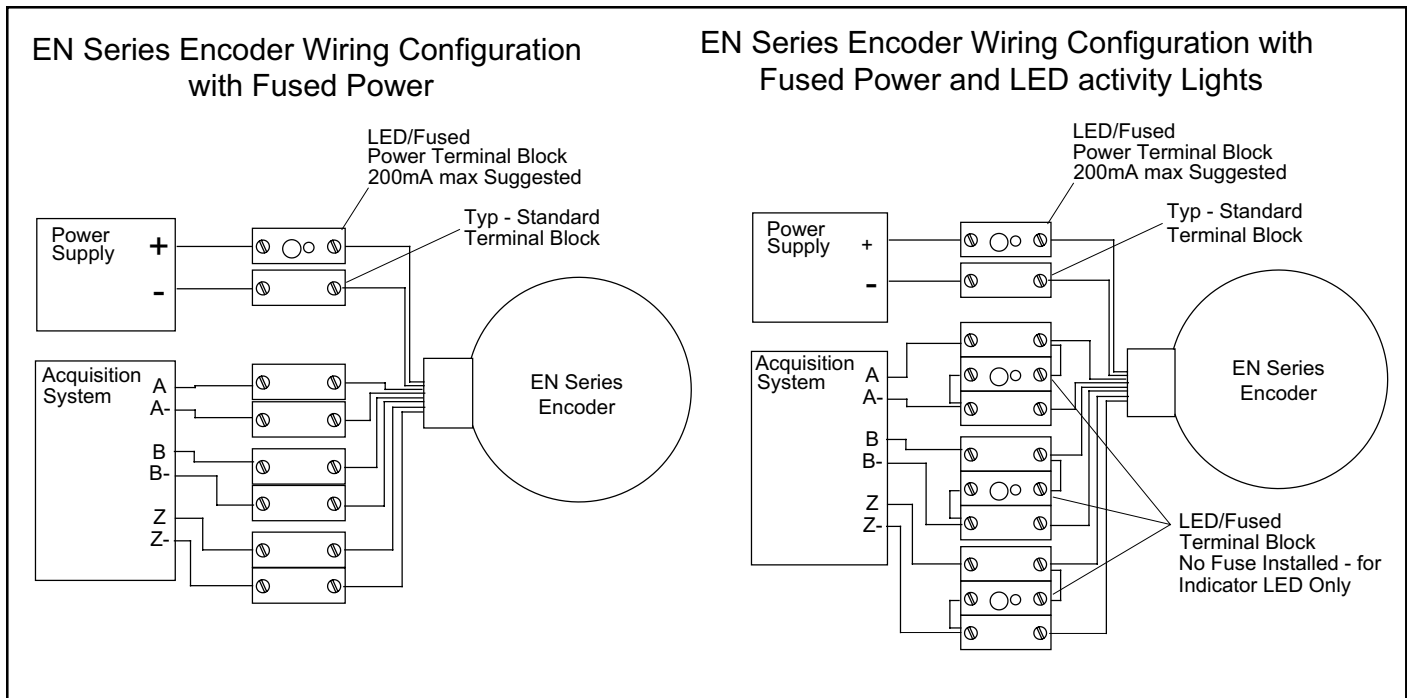 EN Series Encoder Wiring Configuration
with Fused Power
LED/Fused
Power Terminal Block
200mA max Suggested
Typ - Standard
Terminal Block
Power
Supply
+
-
Acquisition
System
A
A-
B
B-
Z
Z-
EN Series
Encoder
EN Series Encoder Wiring Configuration with
Fused Power and LED activity Lights
LED/Fused
Power Terminal Block
200mA max Suggested
Typ - Standard
Terminal Block
Power
Supply
+
-
Acquisition
System
A
A-
B
B-
Z
Z-
EN Series
Encoder
LED/Fused
Terminal Block
No Fuse Installed - for
Indicator LED Only